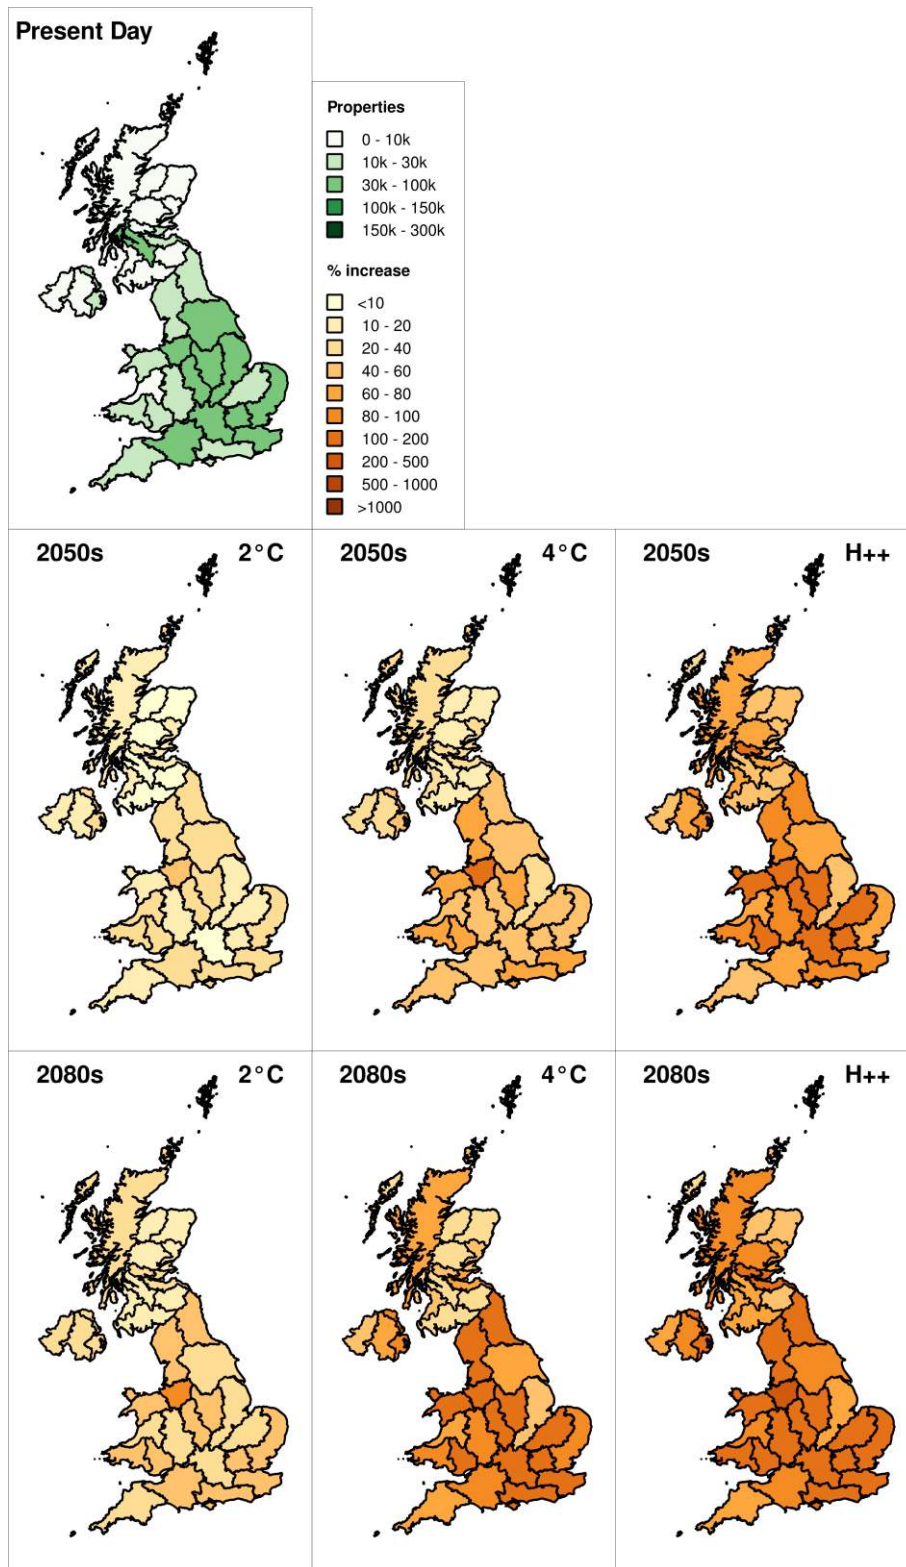 Present Day
Properties
0 - 10k
10k - 30k
30k - 100k
100k - 150k
150k - 300k
% increase
<10
10 - 20
20 - 40
40 - 60
60 - 80
80 - 100
100 - 200
200 - 500
500 - 1000
>1000
2050s 2°C
2050s 4°C
2050s H++
2080s 2°C
2080s 4°C
2080s H++